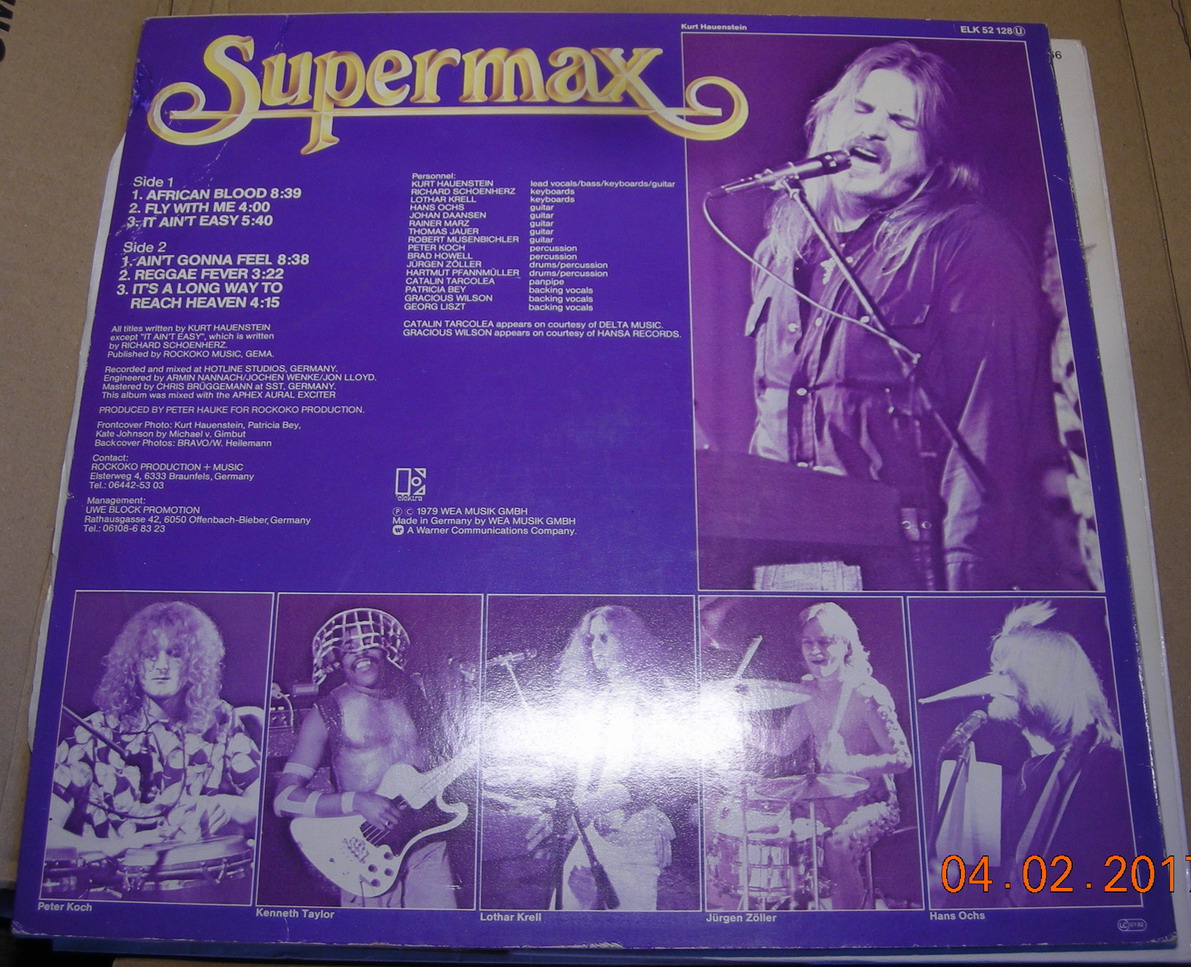 Kurt Hauenstein
ELK 52 128 U
Supermax
Side 1
1. AFRICAN BLOOD 8:39
2. FLY WITH ME 4:00
3. IT AIN'T EASY 5:40
Side 2
1. AIN'T GONNA FEEL 8:38
2. REGGAE FEVER 3:22
3. IT'S A LONG WAY TO
REACH HEAVEN 4:15
All titles written by KURT HAUENSTEIN
except "IT AIN'T EASY", which is written
by RICHARD SCHOENHERZ.
Published by ROCKOKO MUSIC, GEMA.
Recorded and mixed at HOTLINE STUDIOS, GERMANY.
Engineered by ARMIN NANNACH/JOCHEN WENKE/JON LLOYD.
Mastered by CHRIS BRÜGGEMANN at SST, GERMANY.
This album was mixed with the APHEX AURAL EXCITER
PRODUCED BY PETER HAUKE FOR ROCKOKO PRODUCTION.
Frontcover Photo: Kurt Hauenstein, Patricia Bey,
Kate Johnson by Michael v. Gimbut
Backcover Photos: BRAVO/W. Heilemann
Contact:
ROCKOKO PRODUCTION + MUSIC
Elsterweg 4, 6333 Braunfels, Germany
Tel.: 06442-53 03
Management:
UWE BLOCK PROMOTION
Rathausgasse 42, 6050 Offenbach-Bieber, Germany
Tel.: 06108-6 83 23
Personnel:
KURT HAUENSTEIN lead vocals/bass/keyboards/guitar
RICHARD SCHOENHERZ keyboards
LOTHAR KRELL keyboards
HANS OCHS guitar
JOHAN DAANSEN guitar
RAINER MARZ guitar
THOMAS JAUER guitar
ROBERT MUSENBICHLER guitar
PETER KOCH percussion
BRAD HOWELL percussion
JÜRGEN ZÖLLER drums/percussion
HARTMUT PFANNMÜLLER drums/percussion
CATALIN TARCOLEA panpipe
PATRICIA BEY backing vocals
GRACIOUS WILSON backing vocals
GEORG LISZT backing vocals
CATALIN TARCOLEA appears on courtesy of DELTA MUSIC.
GRACIOUS WILSON appears on courtesy of HANSA RECORDS.
elektra
Ⓟ © 1979 WEA MUSIK GMBH
Made in Germany by WEA MUSIK GMBH
A Warner Communications Company.
Peter Koch
Kenneth Taylor
Lothar Krell
Jürgen Zöller
Hans Ochs
04.02.2017